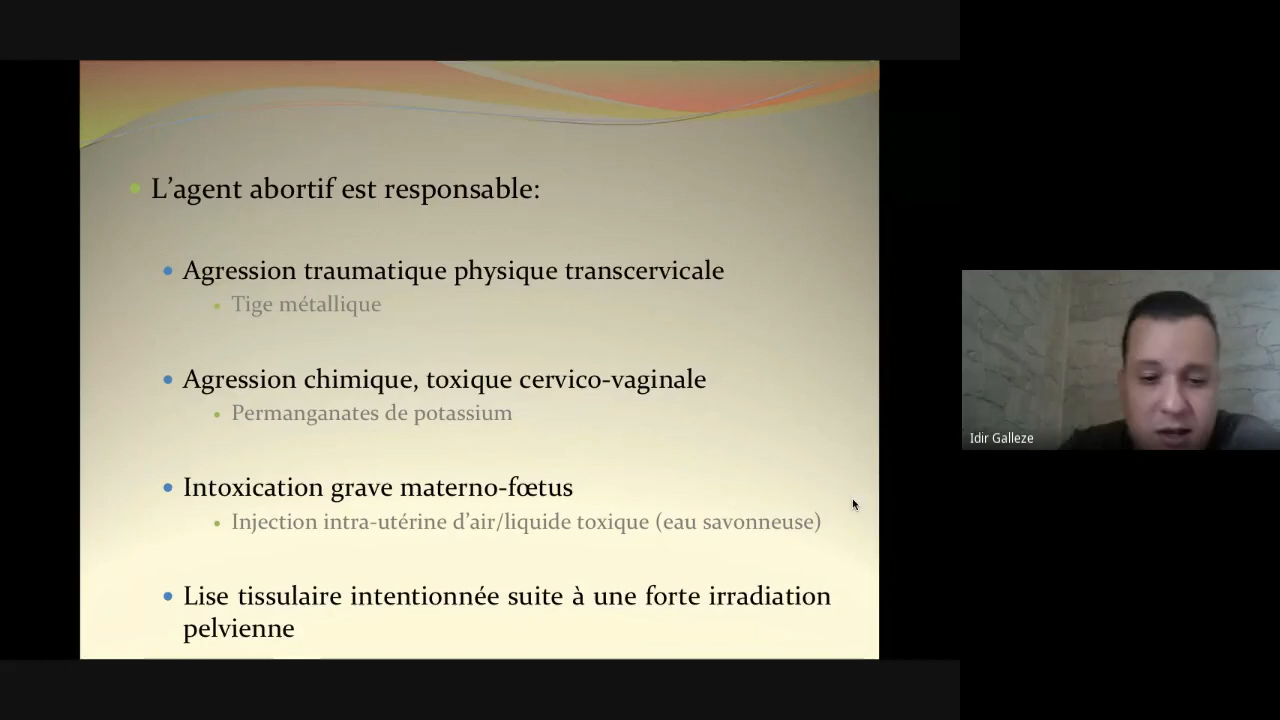 L’agent abortif est responsable:
Agression traumatique physique transcervicale
Tige métallique
Agression chimique, toxique cervico-vaginale
Permanganates de potassium
Intoxication grave materno-fœtus
Injection intra-utérine d’air/liquide toxique (eau savonneuse)
Lise tissulaire intentionnée suite à une forte irradiation
pelvienne
Idir Galleze